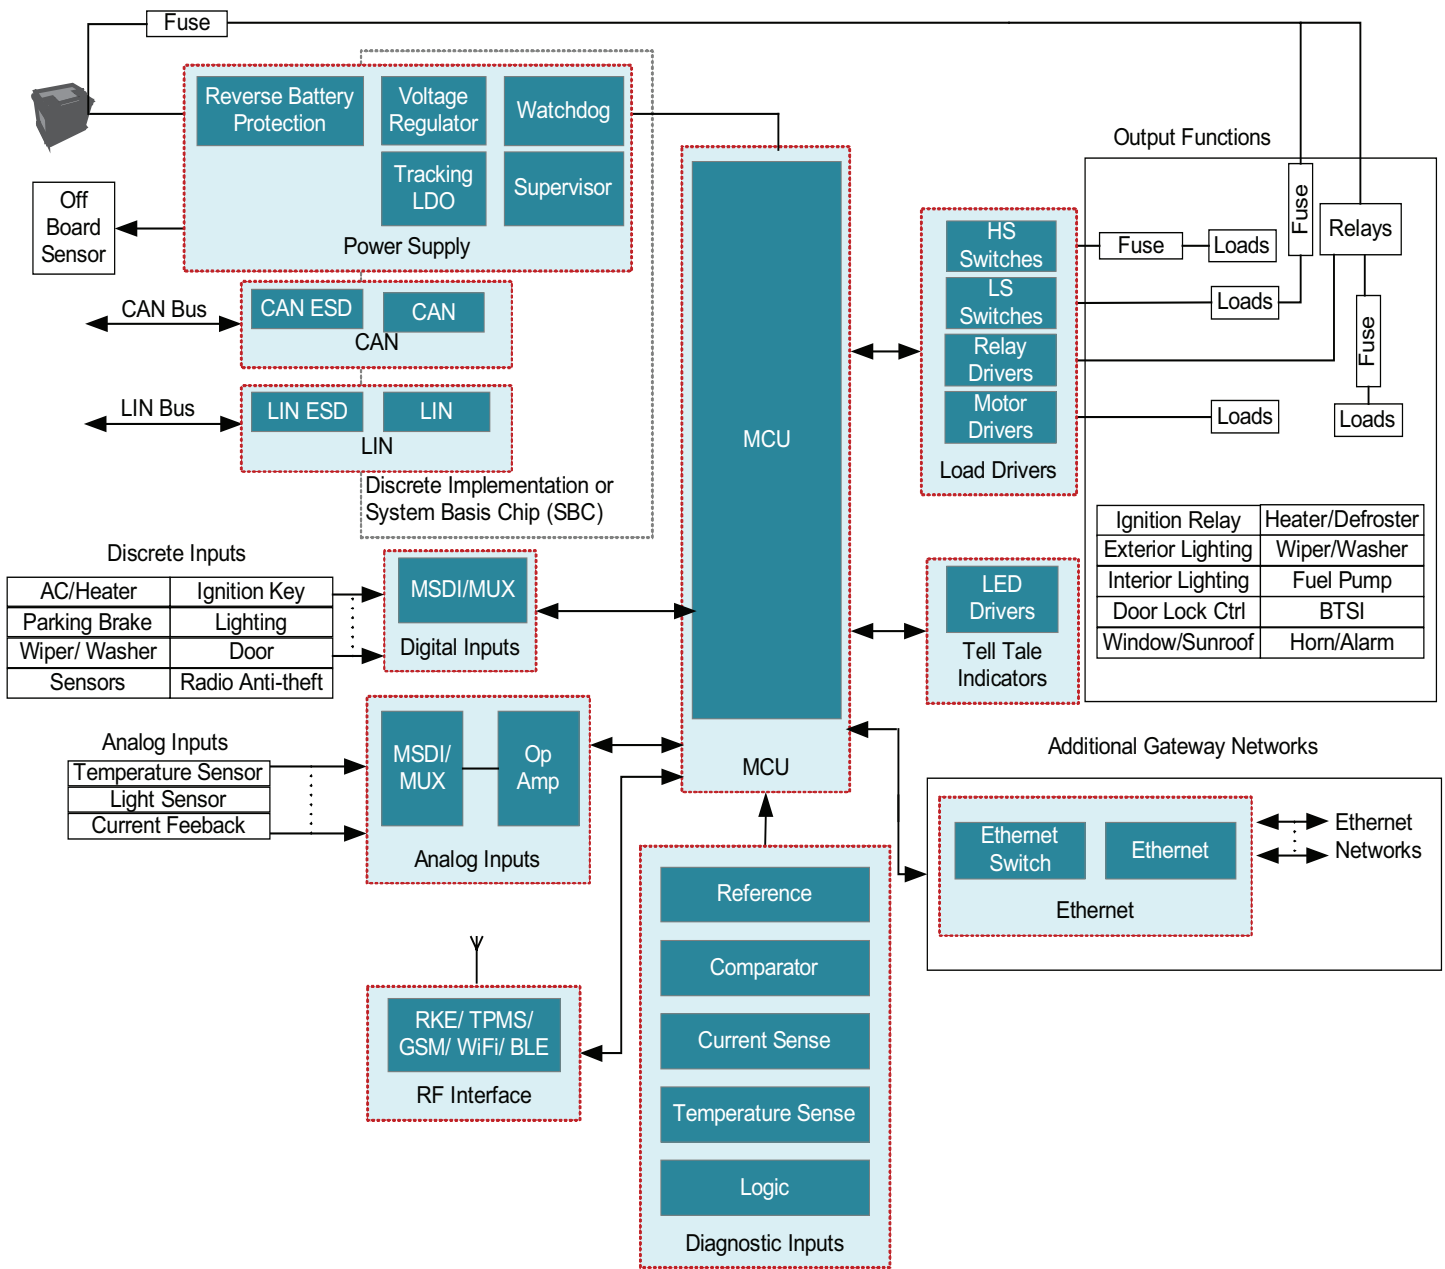 Fuse
Reverse Battery
Protection
Voltage
Regulator
Watchdog
Tracking
LDO
Supervisor
Power Supply
Off
Board
Sensor
CAN Bus
CAN ESD
CAN
CAN
LIN Bus
LIN ESD
LIN
LIN
Discrete Implementation or
System Basis Chip (SBC)
Discrete Inputs
AC/Heater
Ignition Key
Parking Brake
Lighting
Wiper/ Washer
Door
Sensors
Radio Anti-theft
MSDI/MUX
Digital Inputs
Analog Inputs
Temperature Sensor
Light Sensor
Current Feeback
MSDI/
MUX
Op
Amp
Analog Inputs
RKE/ TPMS/
GSM/ WiFi/ BLE
RF Interface
MCU
MCU
Reference
Comparator
Current Sense
Temperature Sense
Logic
Diagnostic Inputs
HS
Switches
LS
Switches
Relay
Drivers
Motor
Drivers
Load Drivers
LED
Drivers
Tell Tale
Indicators
Output Functions
Fuse
Loads
Fuse
Relays
Loads
Fuse
Loads
Loads
Ignition Relay
Heater/Defroster
Exterior Lighting
Wiper/Washer
Interior Lighting
Fuel Pump
Door Lock Ctrl
BTSI
Window/Sunroof
Horn/Alarm
Additional Gateway Networks
Ethernet
Switch
Ethernet
Ethernet
Ethernet
Networks